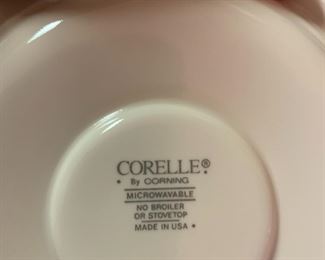 CORELLE®
• By CORNING
MICROWAVABLE
NO BROILER
OR STOVETOP
MADE IN USA •